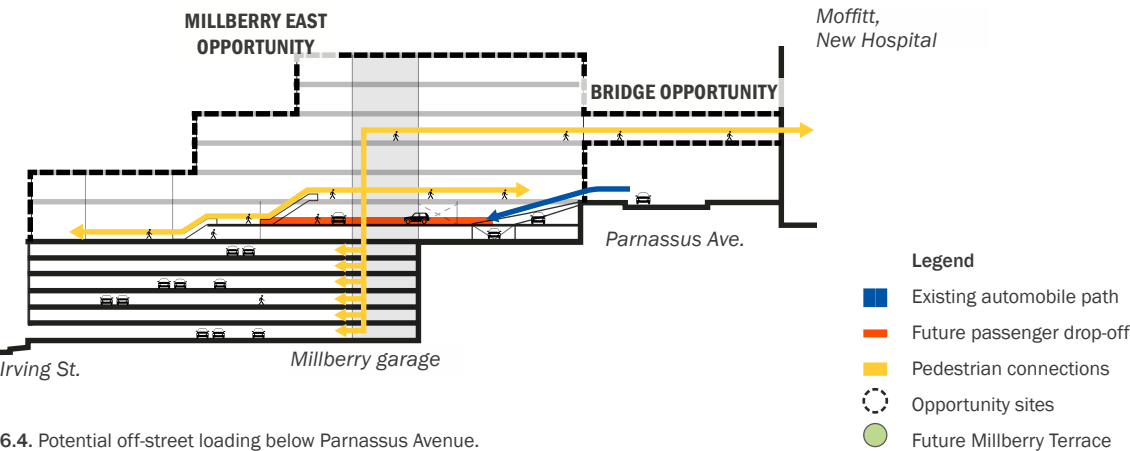 MILLBERRY EAST
OPPORTUNITY
Moffitt,
New Hospital
BRIDGE OPPORTUNITY
Parnassus Ave.
Millberry garage
Irving St.
Legend
Existing automobile path
Future passenger drop-off
Pedestrian connections
Opportunity sites
Future Millberry Terrace
6.4. Potential off-street loading below Parnassus Avenue.